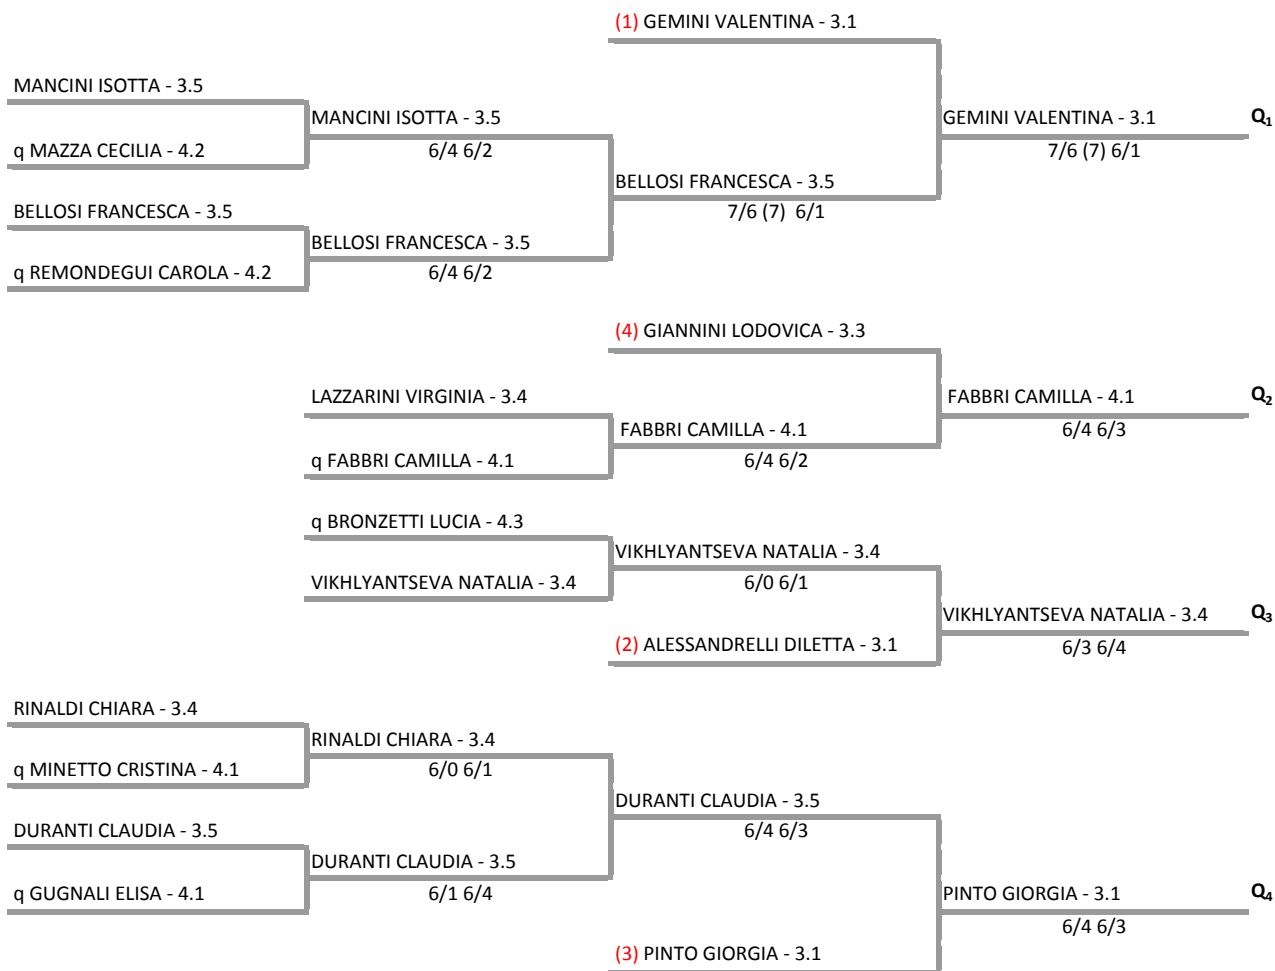 (1) GEMINI VALENTINA - 3.1
MANCINI ISOTTA - 3.5
MANCINI ISOTTA - 3.5
GEMINI VALENTINA - 3.1
Q1
q MAZZA CECILIA - 4.2
6/4 6/2
7/6 (7) 6/1
BELLOSI FRANCESCA - 3.5
BELLOSI FRANCESCA - 3.5
7/6 (7) 6/1
BELLOSI FRANCESCA - 3.5
q REMONDEGUI CAROLA - 4.2
6/4 6/2
(4) GIANNINI LODOVICA - 3.3
LAZZARINI VIRGINIA - 3.4
FABBRI CAMILLA - 4.1
Q2
FABBRI CAMILLA - 4.1
6/4 6/3
q FABBRI CAMILLA - 4.1
6/4 6/2
q BRONZETTI LUCIA - 4.3
VIKHLYANTSEVA NATALIA - 3.4
VIKHLYANTSEVA NATALIA - 3.4
6/0 6/1
VIKHLYANTSEVA NATALIA - 3.4
Q3
(2) ALESSANDRELLI DILETTA - 3.1
6/3 6/4
RINALDI CHIARA - 3.4
RINALDI CHIARA - 3.4
q MINETTO CRISTINA - 4.1
6/0 6/1
DURANTI CLAUDIA - 3.5
DURANTI CLAUDIA - 3.5
6/4 6/3
DURANTI CLAUDIA - 3.5
q GUGNALI ELISA - 4.1
6/1 6/4
PINTO GIORGIA - 3.1
Q4
6/4 6/3
(3) PINTO GIORGIA - 3.1